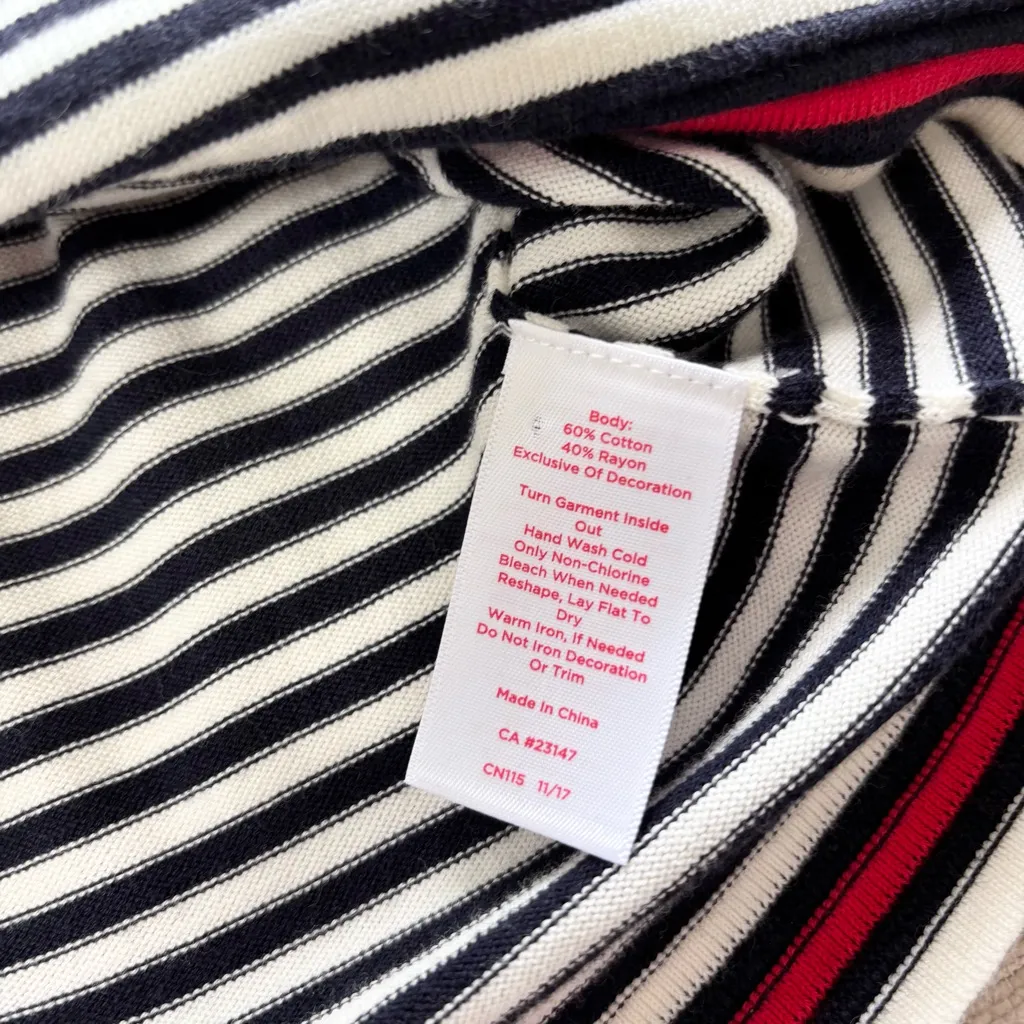 Body:
60% Cotton
40% Rayon
Exclusive Of Decoration
Turn Garment Inside
Out
Hand Wash Cold
Only Non-Chlorine
Bleach When Needed
Reshape, Lay Flat To
Dry
Warm Iron, If Needed
Do Not Iron Decoration
Or Trim
Made In China
CA #23147
CN115 11/17